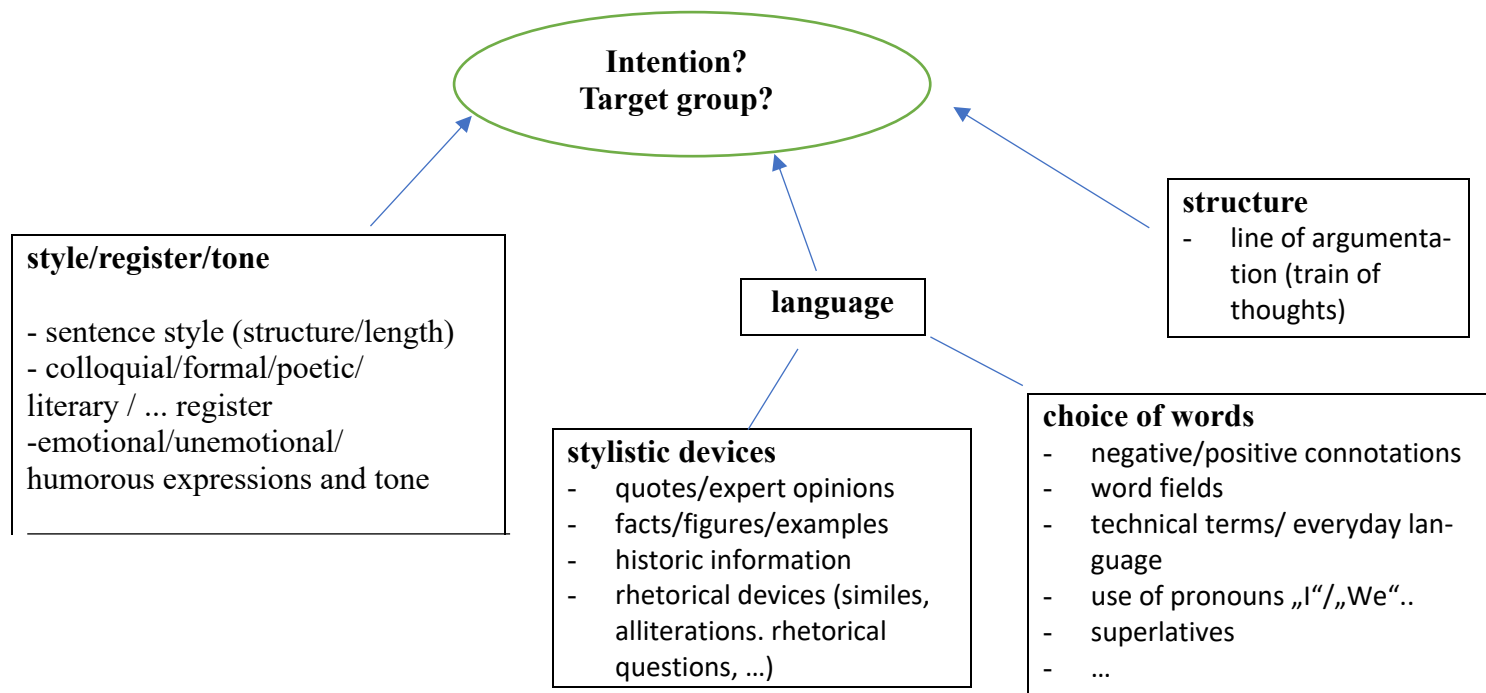 Intention?
Target group?
style/register/tone
- sentence style (structure/length)
- colloquial/formal/poetic/
literary / ... register
-emotional/unemotional/
humorous expressions and tone
language
structure
- line of argumenta-
tion (train of
thoughts)
stylistic devices
- quotes/expert opinions
- facts/figures/examples
- historic information
- rhetorical devices (similes,
alliterations. rhetorical
questions, ...)
choice of words
- negative/positive connotations
- word fields
- technical terms/ everyday lan-
guage
- use of pronouns „I“/„We“..
- superlatives
- ...